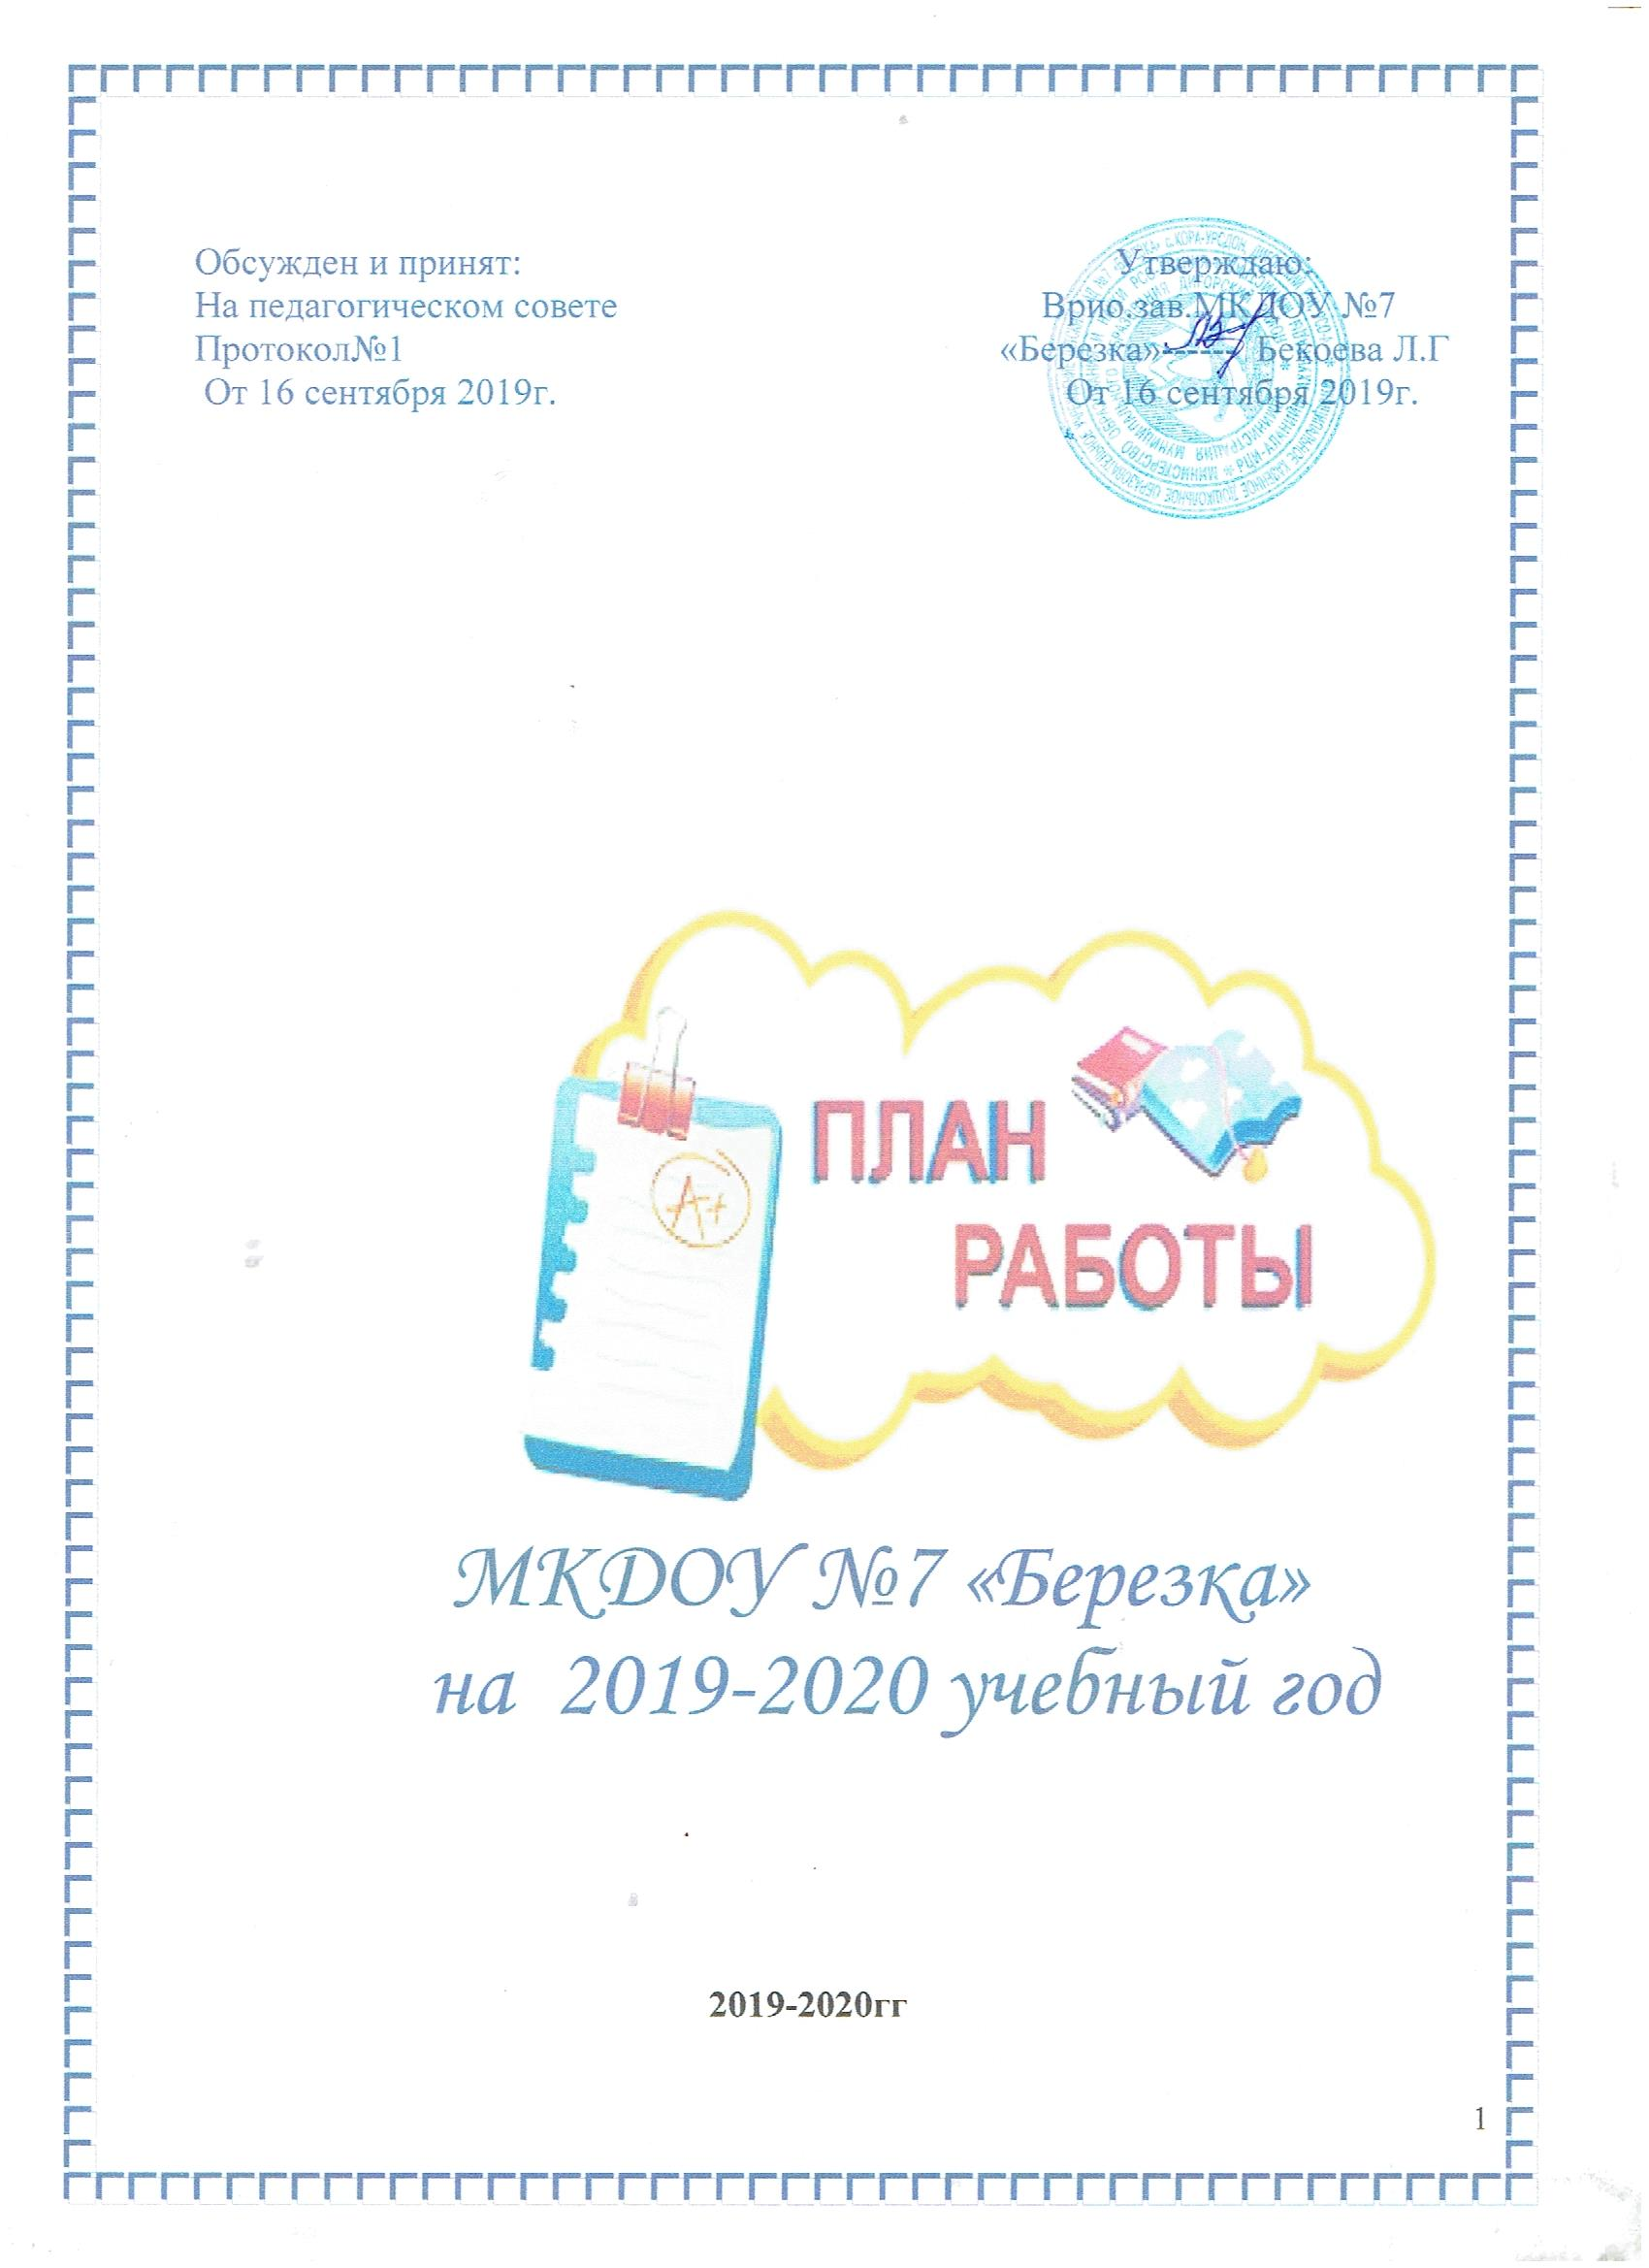 Обсужден и принят:
На педагогическом совете
Протокол№1
От 16 сентября 2019г.
Утверждаю:
Врио.зав.МКДОУ №7
«Березка»------ Бекоева Л.Г
От 16 сентября 2019г.
A+
ПЛАН
РАБОТЫ
МКДОУ №7 «Березка»
на 2019-2020 учебный год
2019-2020гг
1